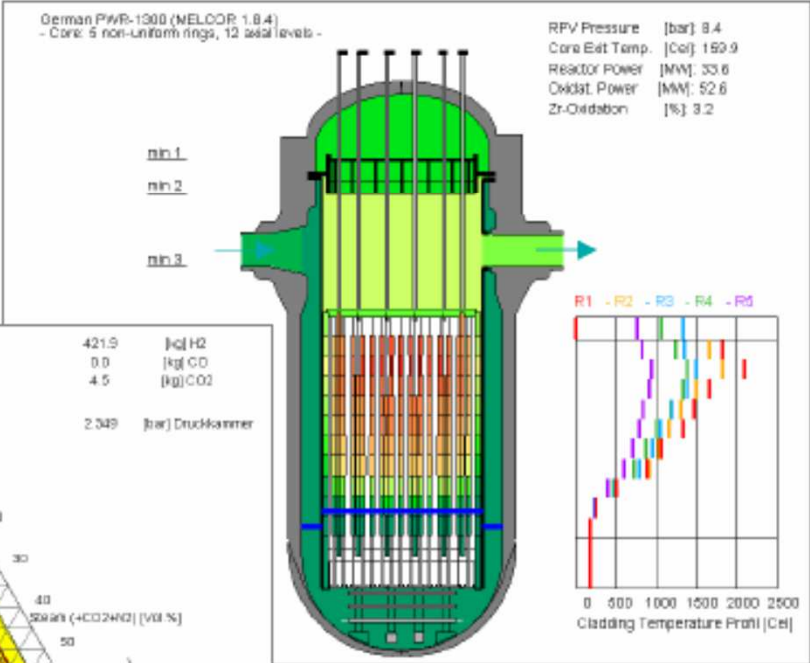 German PWR-1300 (MELCOR 1.8.4)
- Core: 5 non-uniform rings, 12 axial levels -
RPV Pressure [bar]: 8.4
Core Exit Temp. [Cel]: 159.9
Reactor Power [MW]: 33.6
Oxidat. Power [MW]: 52.6
Zr-Oxidation [%]: 3.2
min 1
min 2
min 3
R1 - R2 - R3 - R4 - R5
421.9 [kg] H2
0.0 [kg] CO
4.5 [kg] CO2
2.349 [bar] Druckkammer
30
40
Steam (+CO2+N2) [Vol.%]
50
0 500 1000 1500 2000 2500
Cladding Temperature Profil [Cel]